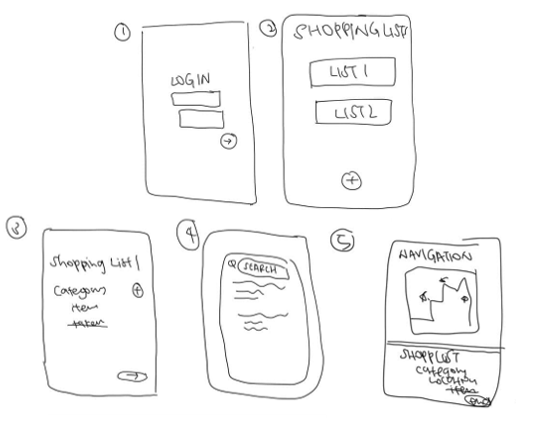 1
LOGIN
2
SHOPPING LIST
LIST 1
LIST 2
3
Shopping List 1
Category
item
taken
4
SEARCH
5
NAVIGATION
SHOPPLIST
CATEGORY
LOCATION